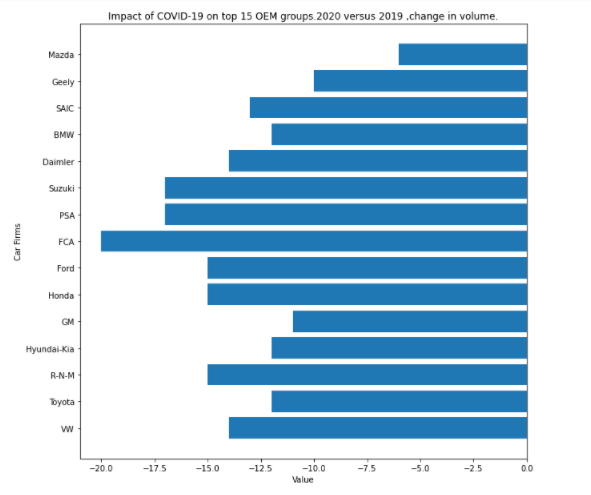 Impact of COVID-19 on top 15 OEM groups.2020 versus 2019 ,change in volume.
Mazda
Geely
SAIC
BMW
Daimler
Suzuki
PSA
FCA
Ford
Honda
GM
Hyundai-Kia
R-N-M
Toyota
VW
Car Firms
−20.0 −17.5 −15.0 −12.5 −10.0 −7.5 −5.0 −2.5 0.0
Value